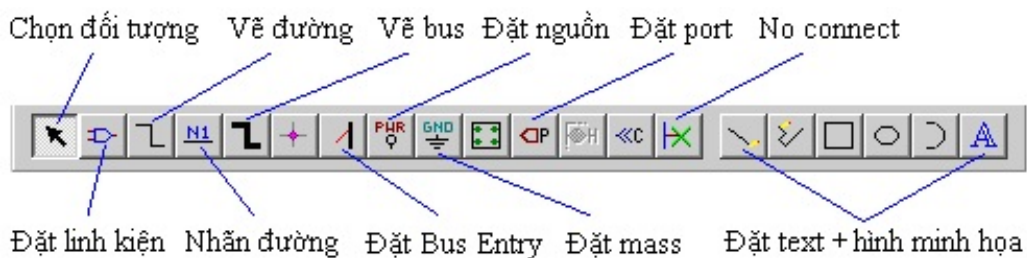 Chọn đối tượng Vẽ đường Vẽ bus Đặt nguồn Đặt port No connect
N1 PWR GND P H C A
Đặt linh kiện Nhãn đường Đặt Bus Entry Đặt mass Đặt text + hình minh họa